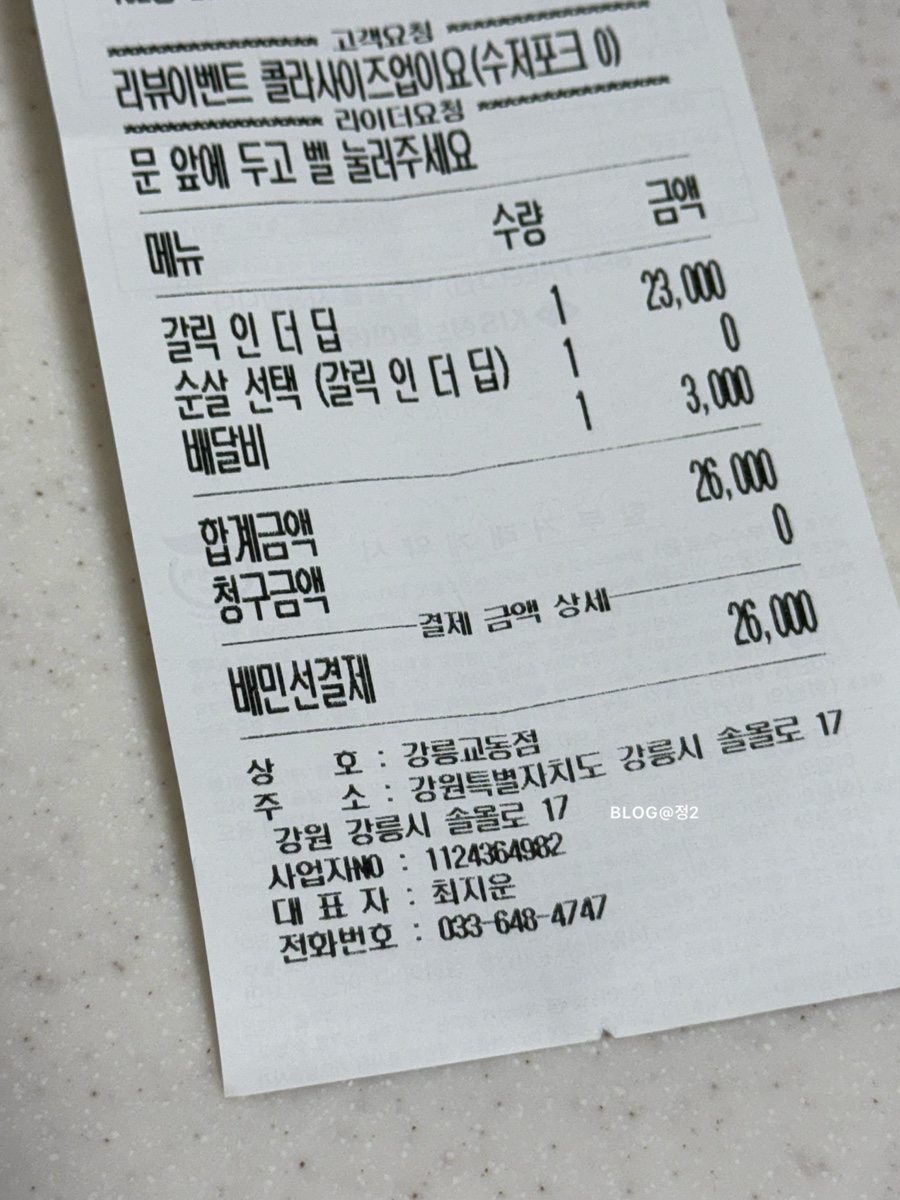 **************** 고객요청 ****************
리뷰이벤트 콜라사이즈업이요(수저포크 O)
**************** 라이더요청 ****************
문 앞에 두고 벨 눌러주세요
메뉴 수량 금액
갈릭 인 더 딥 1 23,000
순살 선택 (갈릭 인 더 딥) 1 0
배달비 1 3,000
합계금액 26,000
청구금액 0
결제 금액 상세
배민선결제 26,000
상 호 : 강릉교동점
주 소 : 강원특별자치도 강릉시 솔올로 17
강원 강릉시 솔올로 17
사업자NO : 1124364982
대 표 자 : 최지운
전화번호 : 033-648-4747
BLOG@정2